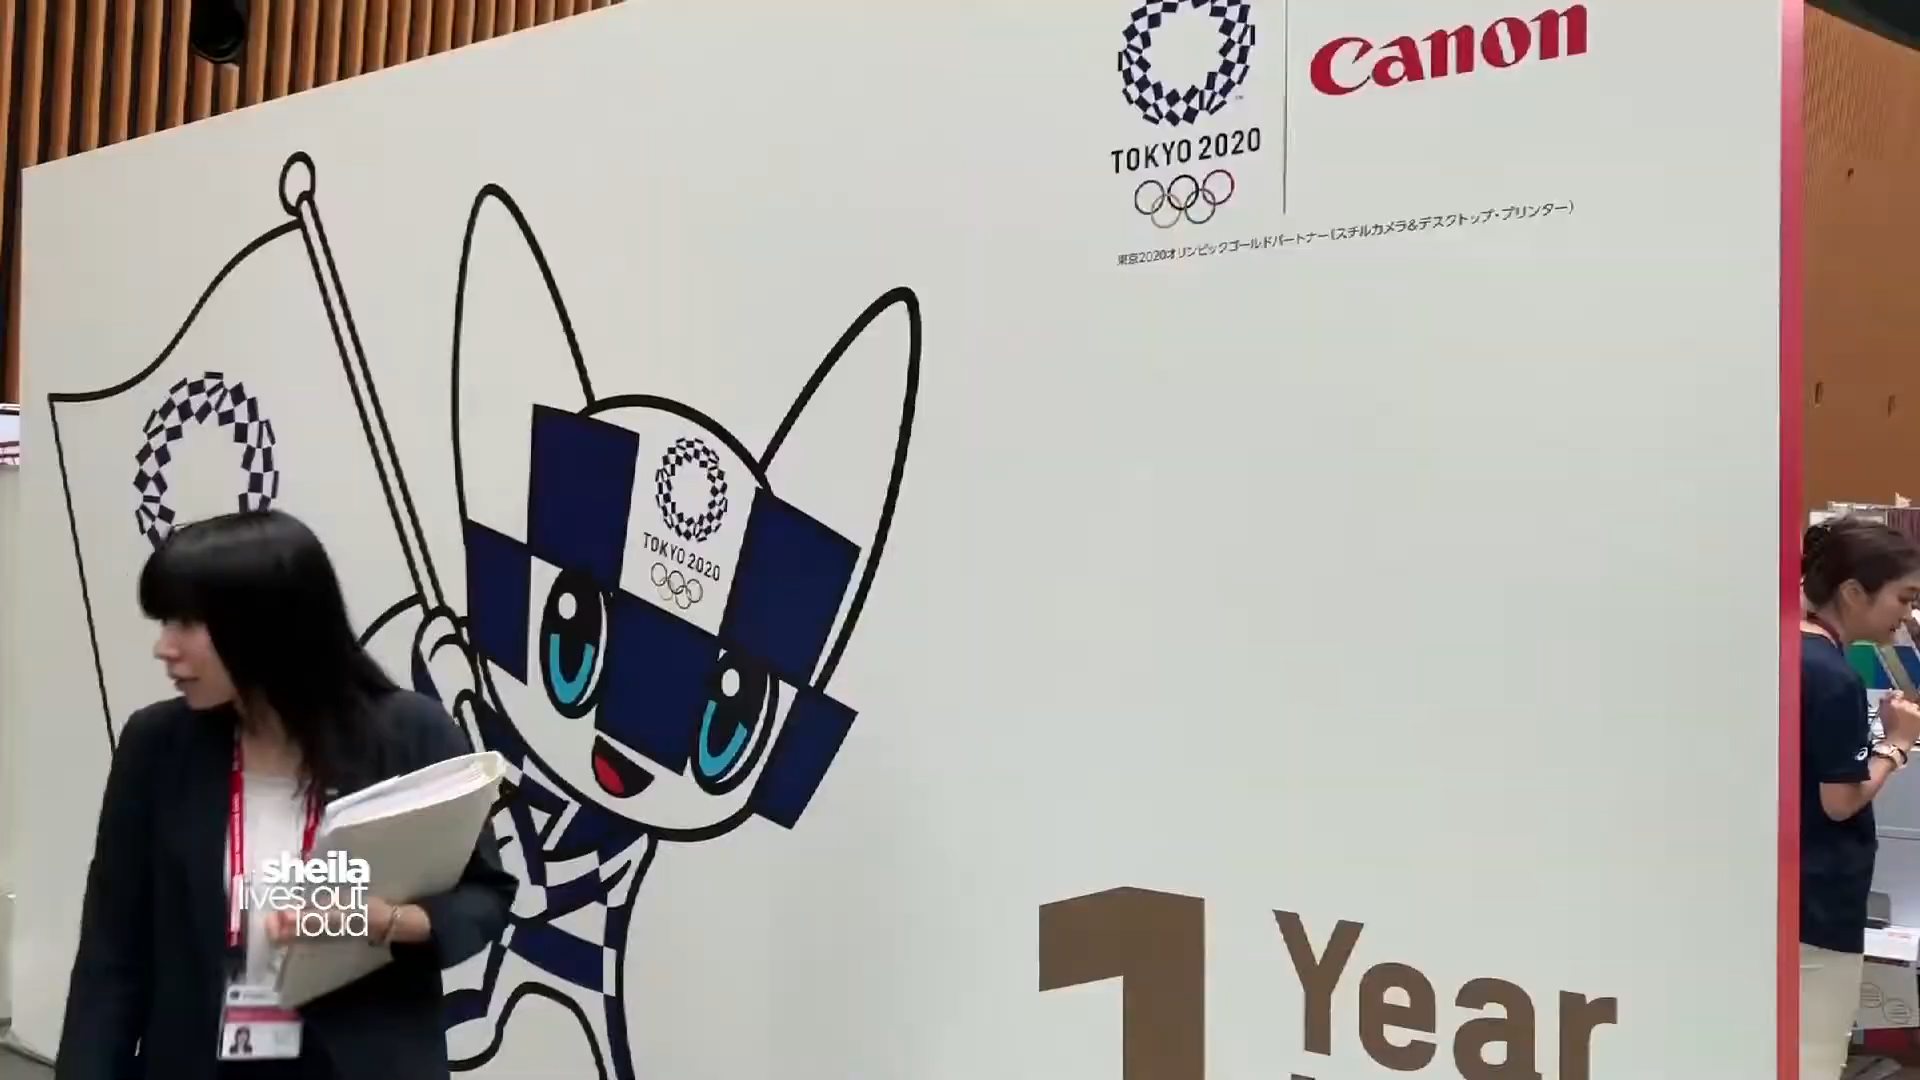 Canon
TOKYO 2020
東京2020オリンピックゴールドパートナー(スチルカメラ&デスクトップ・プリンター)
TOKYO 2020
sheila
lives out
loud
1 Year